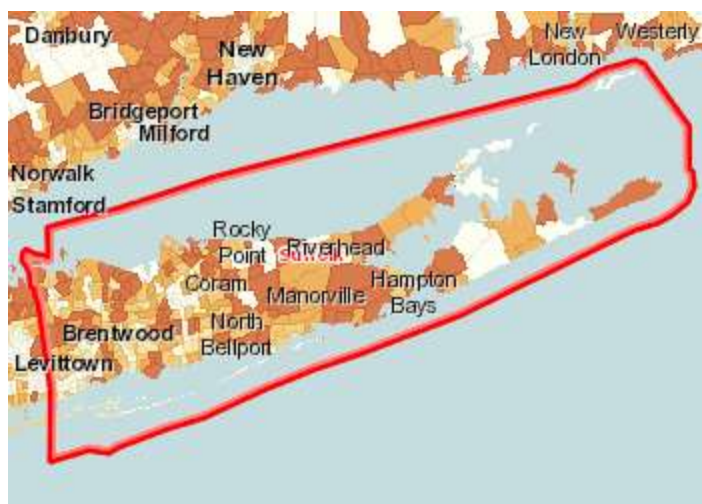 Danbury
New
Haven
New
London
Westerly
Bridgeport
Milford
Norwalk
Stamford
Rocky
Point
Riverhead
Suffolk
Coram
Manorville
Hampton
Bays
Brentwood
North
Bellport
Levittown